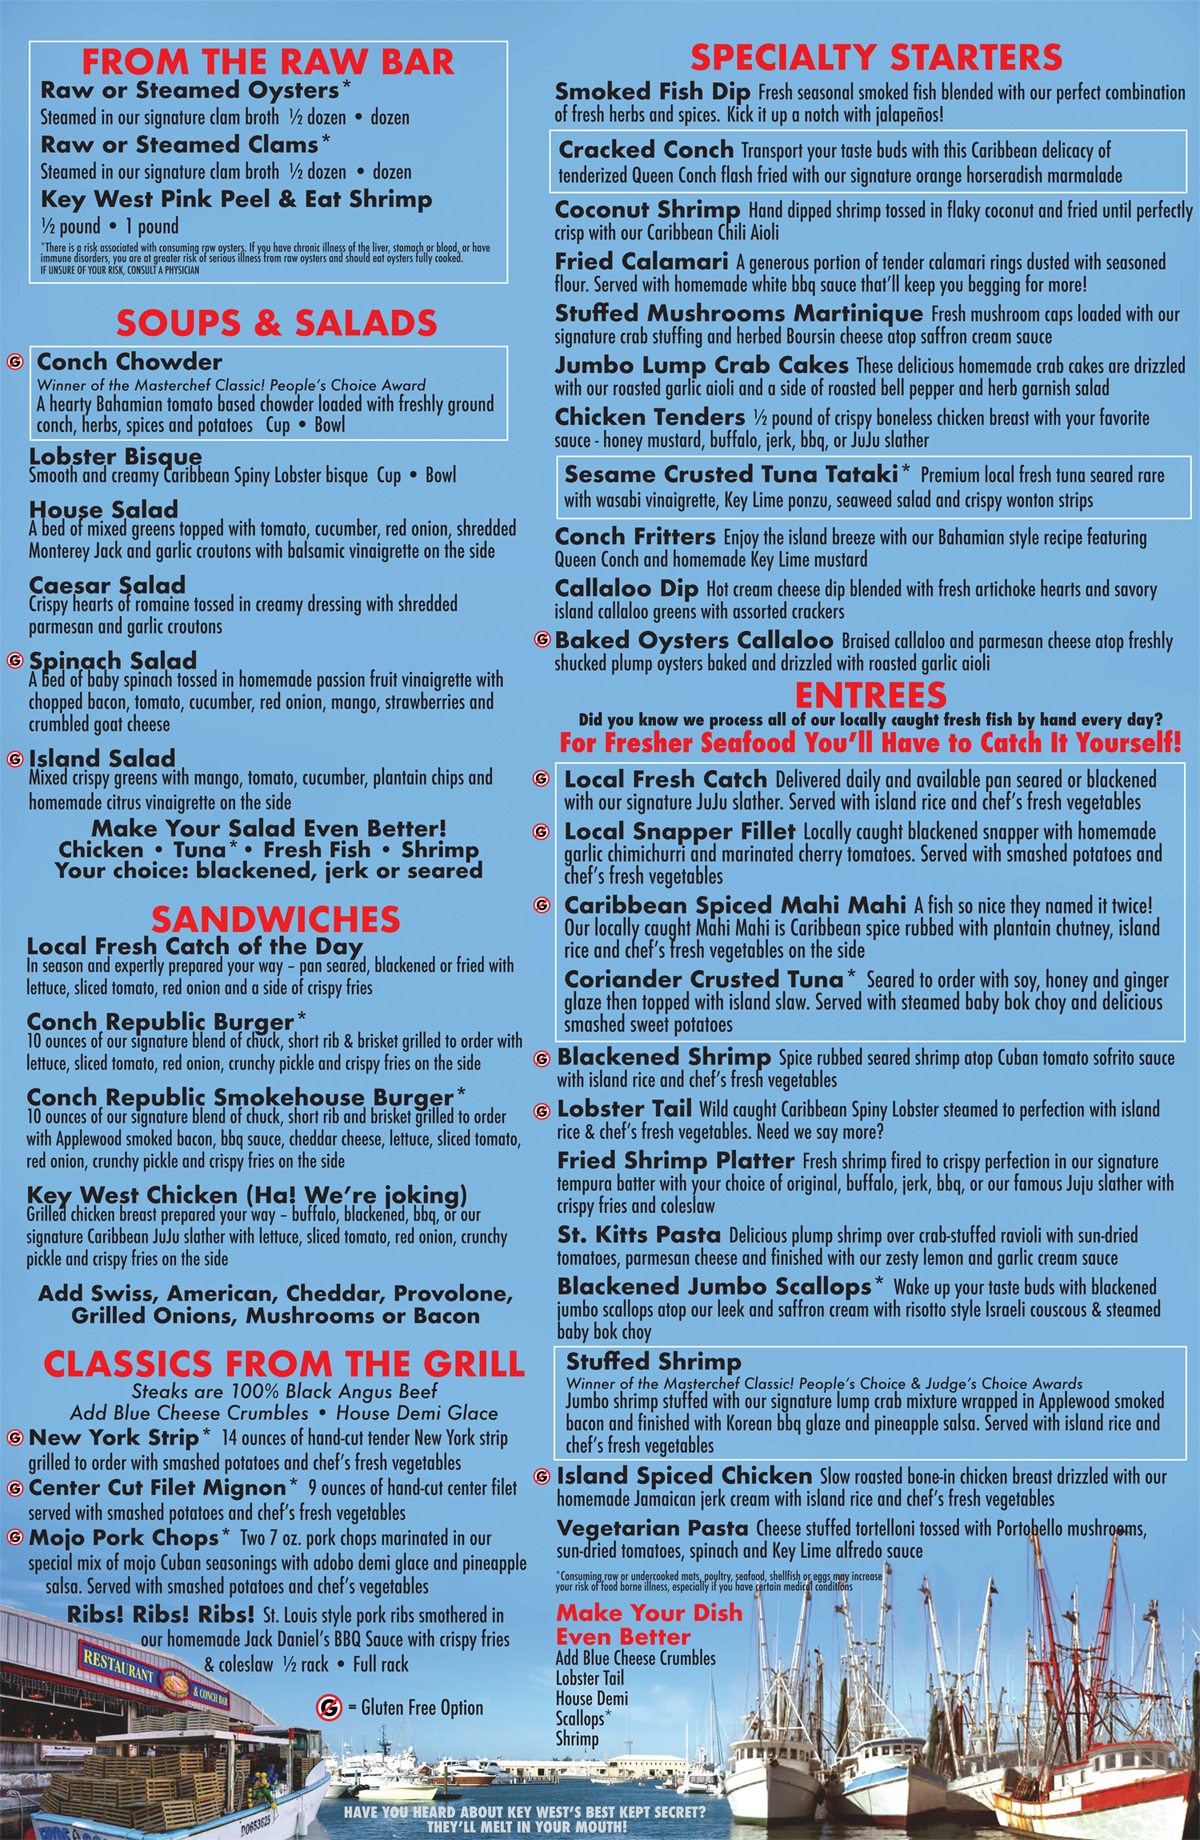 FROM THE RAW BAR
Raw or Steamed Oysters*
Steamed in our signature clam broth ½ dozen • dozen
Raw or Steamed Clams*
Steamed in our signature clam broth ½ dozen • dozen
Key West Pink Peel & Eat Shrimp
½ pound • 1 pound
*There is a risk associated with consuming raw oysters. If you have chronic illness of the liver, stomach or blood, or have
immune disorders, you are at greater risk of serious illness from raw oysters and should eat oysters fully cooked.
IF UNSURE OF YOUR RISK, CONSULT A PHYSICIAN
SOUPS & SALADS
G Conch Chowder
Winner of the Masterchef Classic! People's Choice Award
A hearty Bahamian tomato based chowder loaded with freshly ground
conch, herbs, spices and potatoes Cup • Bowl
Lobster Bisque
Smooth and creamy Caribbean Spiny Lobster bisque Cup • Bowl
House Salad
A bed of mixed greens topped with tomato, cucumber, red onion, shredded
Monterey Jack and garlic croutons with balsamic vinaigrette on the side
Caesar Salad
Crispy hearts of romaine tossed in creamy dressing with shredded
parmesan and garlic croutons
G Spinach Salad
A bed of baby spinach tossed in homemade passion fruit vinaigrette with
chopped bacon, tomato, cucumber, red onion, mango, strawberries and
crumbled goat cheese
G Island Salad
Mixed crispy greens with mango, tomato, cucumber, plantain chips and
homemade citrus vinaigrette on the side
Make Your Salad Even Better!
Chicken • Tuna* • Fresh Fish • Shrimp
Your choice: blackened, jerk or seared
SANDWICHES
Local Fresh Catch of the Day
In season and expertly prepared your way – pan seared, blackened or fried with
lettuce, sliced tomato, red onion and a side of crispy fries
Conch Republic Burger*
10 ounces of our signature blend of chuck, short rib & brisket grilled to order with
lettuce, sliced tomato, red onion, crunchy pickle and crispy fries on the side
Conch Republic Smokehouse Burger*
10 ounces of our signature blend of chuck, short rib and brisket grilled to order
with Applewood smoked bacon, bbq sauce, cheddar cheese, lettuce, sliced tomato,
red onion, crunchy pickle and crispy fries on the side
Key West Chicken (Ha! We're joking)
Grilled chicken breast prepared your way – buffalo, blackened, bbq, or our
signature Caribbean JuJu slather with lettuce, sliced tomato, red onion, crunchy
pickle and crispy fries on the side
Add Swiss, American, Cheddar, Provolone,
Grilled Onions, Mushrooms or Bacon
CLASSICS FROM THE GRILL
Steaks are 100% Black Angus Beef
Add Blue Cheese Crumbles • House Demi Glace
G New York Strip* 14 ounces of hand-cut tender New York strip
grilled to order with smashed potatoes and chef's fresh vegetables
G Center Cut Filet Mignon* 9 ounces of hand-cut center filet
served with smashed potatoes and chef's fresh vegetables
G Mojo Pork Chops* Two 7 oz. pork chops marinated in our
special mix of mojo Cuban seasonings with adobo demi glace and pineapple
salsa. Served with smashed potatoes and chef's vegetables
Ribs! Ribs! Ribs! St. Louis style pork ribs smothered in
our homemade Jack Daniel's BBQ Sauce with crispy fries
& coleslaw ½ rack • Full rack
G = Gluten Free Option
SPECIALTY STARTERS
Smoked Fish Dip Fresh seasonal smoked fish blended with our perfect combination
of fresh herbs and spices. Kick it up a notch with jalapeños!
Cracked Conch Transport your taste buds with this Caribbean delicacy of
tenderized Queen Conch flash fried with our signature orange horseradish marmalade
Coconut Shrimp Hand dipped shrimp tossed in flaky coconut and fried until perfectly
crisp with our Caribbean Chili Aioli
Fried Calamari A generous portion of tender calamari rings dusted with seasoned
flour. Served with homemade white bbq sauce that'll keep you begging for more!
Stuffed Mushrooms Martinique Fresh mushroom caps loaded with our
signature crab stuffing and herbed Boursin cheese atop saffron cream sauce
Jumbo Lump Crab Cakes These delicious homemade crab cakes are drizzled
with our roasted garlic aioli and a side of roasted bell pepper and herb garnish salad
Chicken Tenders ½ pound of crispy boneless chicken breast with your favorite
sauce - honey mustard, buffalo, jerk, bbq, or JuJu slather
Sesame Crusted Tuna Tataki* Premium local fresh tuna seared rare
with wasabi vinaigrette, Key Lime ponzu, seaweed salad and crispy wonton strips
Conch Fritters Enjoy the island breeze with our Bahamian style recipe featuring
Queen Conch and homemade Key Lime mustard
Callaloo Dip Hot cream cheese dip blended with fresh artichoke hearts and savory
island callaloo greens with assorted crackers
G Baked Oysters Callaloo Braised callaloo and parmesan cheese atop freshly
shucked plump oysters baked and drizzled with roasted garlic aioli
ENTREES
Did you know we process all of our locally caught fresh fish by hand every day?
For Fresher Seafood You'll Have to Catch It Yourself!
G Local Fresh Catch Delivered daily and available pan seared or blackened
with our signature JuJu slather. Served with island rice and chef's fresh vegetables
G Local Snapper Fillet Locally caught blackened snapper with homemade
garlic chimichurri and marinated cherry tomatoes. Served with smashed potatoes and
chef's fresh vegetables
G Caribbean Spiced Mahi Mahi A fish so nice they named it twice!
Our locally caught Mahi Mahi is Caribbean spice rubbed with plantain chutney, island
rice and chef's fresh vegetables on the side
Coriander Crusted Tuna* Seared to order with soy, honey and ginger
glaze then topped with island slaw. Served with steamed baby bok choy and delicious
smashed sweet potatoes
G Blackened Shrimp Spice rubbed seared shrimp atop Cuban tomato sofrito sauce
with island rice and chef's fresh vegetables
G Lobster Tail Wild caught Caribbean Spiny Lobster steamed to perfection with island
rice & chef's fresh vegetables. Need we say more?
Fried Shrimp Platter Fresh shrimp fired to crispy perfection in our signature
tempura batter with your choice of original, buffalo, jerk, bbq, or our famous Juju slather with
crispy fries and coleslaw
St. Kitts Pasta Delicious plump shrimp over crab-stuffed ravioli with sun-dried
tomatoes, parmesan cheese and finished with our zesty lemon and garlic cream sauce
Blackened Jumbo Scallops* Wake up your taste buds with blackened
jumbo scallops atop our leek and saffron cream with risotto style Israeli couscous & steamed
baby bok choy
Stuffed Shrimp
Winner of the Masterchef Classic! People's Choice & Judge's Choice Awards
Jumbo shrimp stuffed with our signature lump crab mixture wrapped in Applewood smoked
bacon and finished with Korean bbq glaze and pineapple salsa. Served with island rice and
chef's fresh vegetables
G Island Spiced Chicken Slow roasted bone-in chicken breast drizzled with our
homemade Jamaican jerk cream with island rice and chef's fresh vegetables
Vegetarian Pasta Cheese stuffed tortelloni tossed with Portobello mushrooms,
sun-dried tomatoes, spinach and Key Lime alfredo sauce
*Consuming raw or undercooked mats, poultry, seafood, shellfish or eggs may increase
your risk of food borne illness, especially if you have certain medical conditions
Make Your Dish
Even Better
Add Blue Cheese Crumbles
Lobster Tail
House Demi
Scallops*
Shrimp
RESTAURANT
& CONCH BAR
DO653625
HAVE YOU HEARD ABOUT KEY WEST'S BEST KEPT SECRET?
THEY'LL MELT IN YOUR MOUTH!